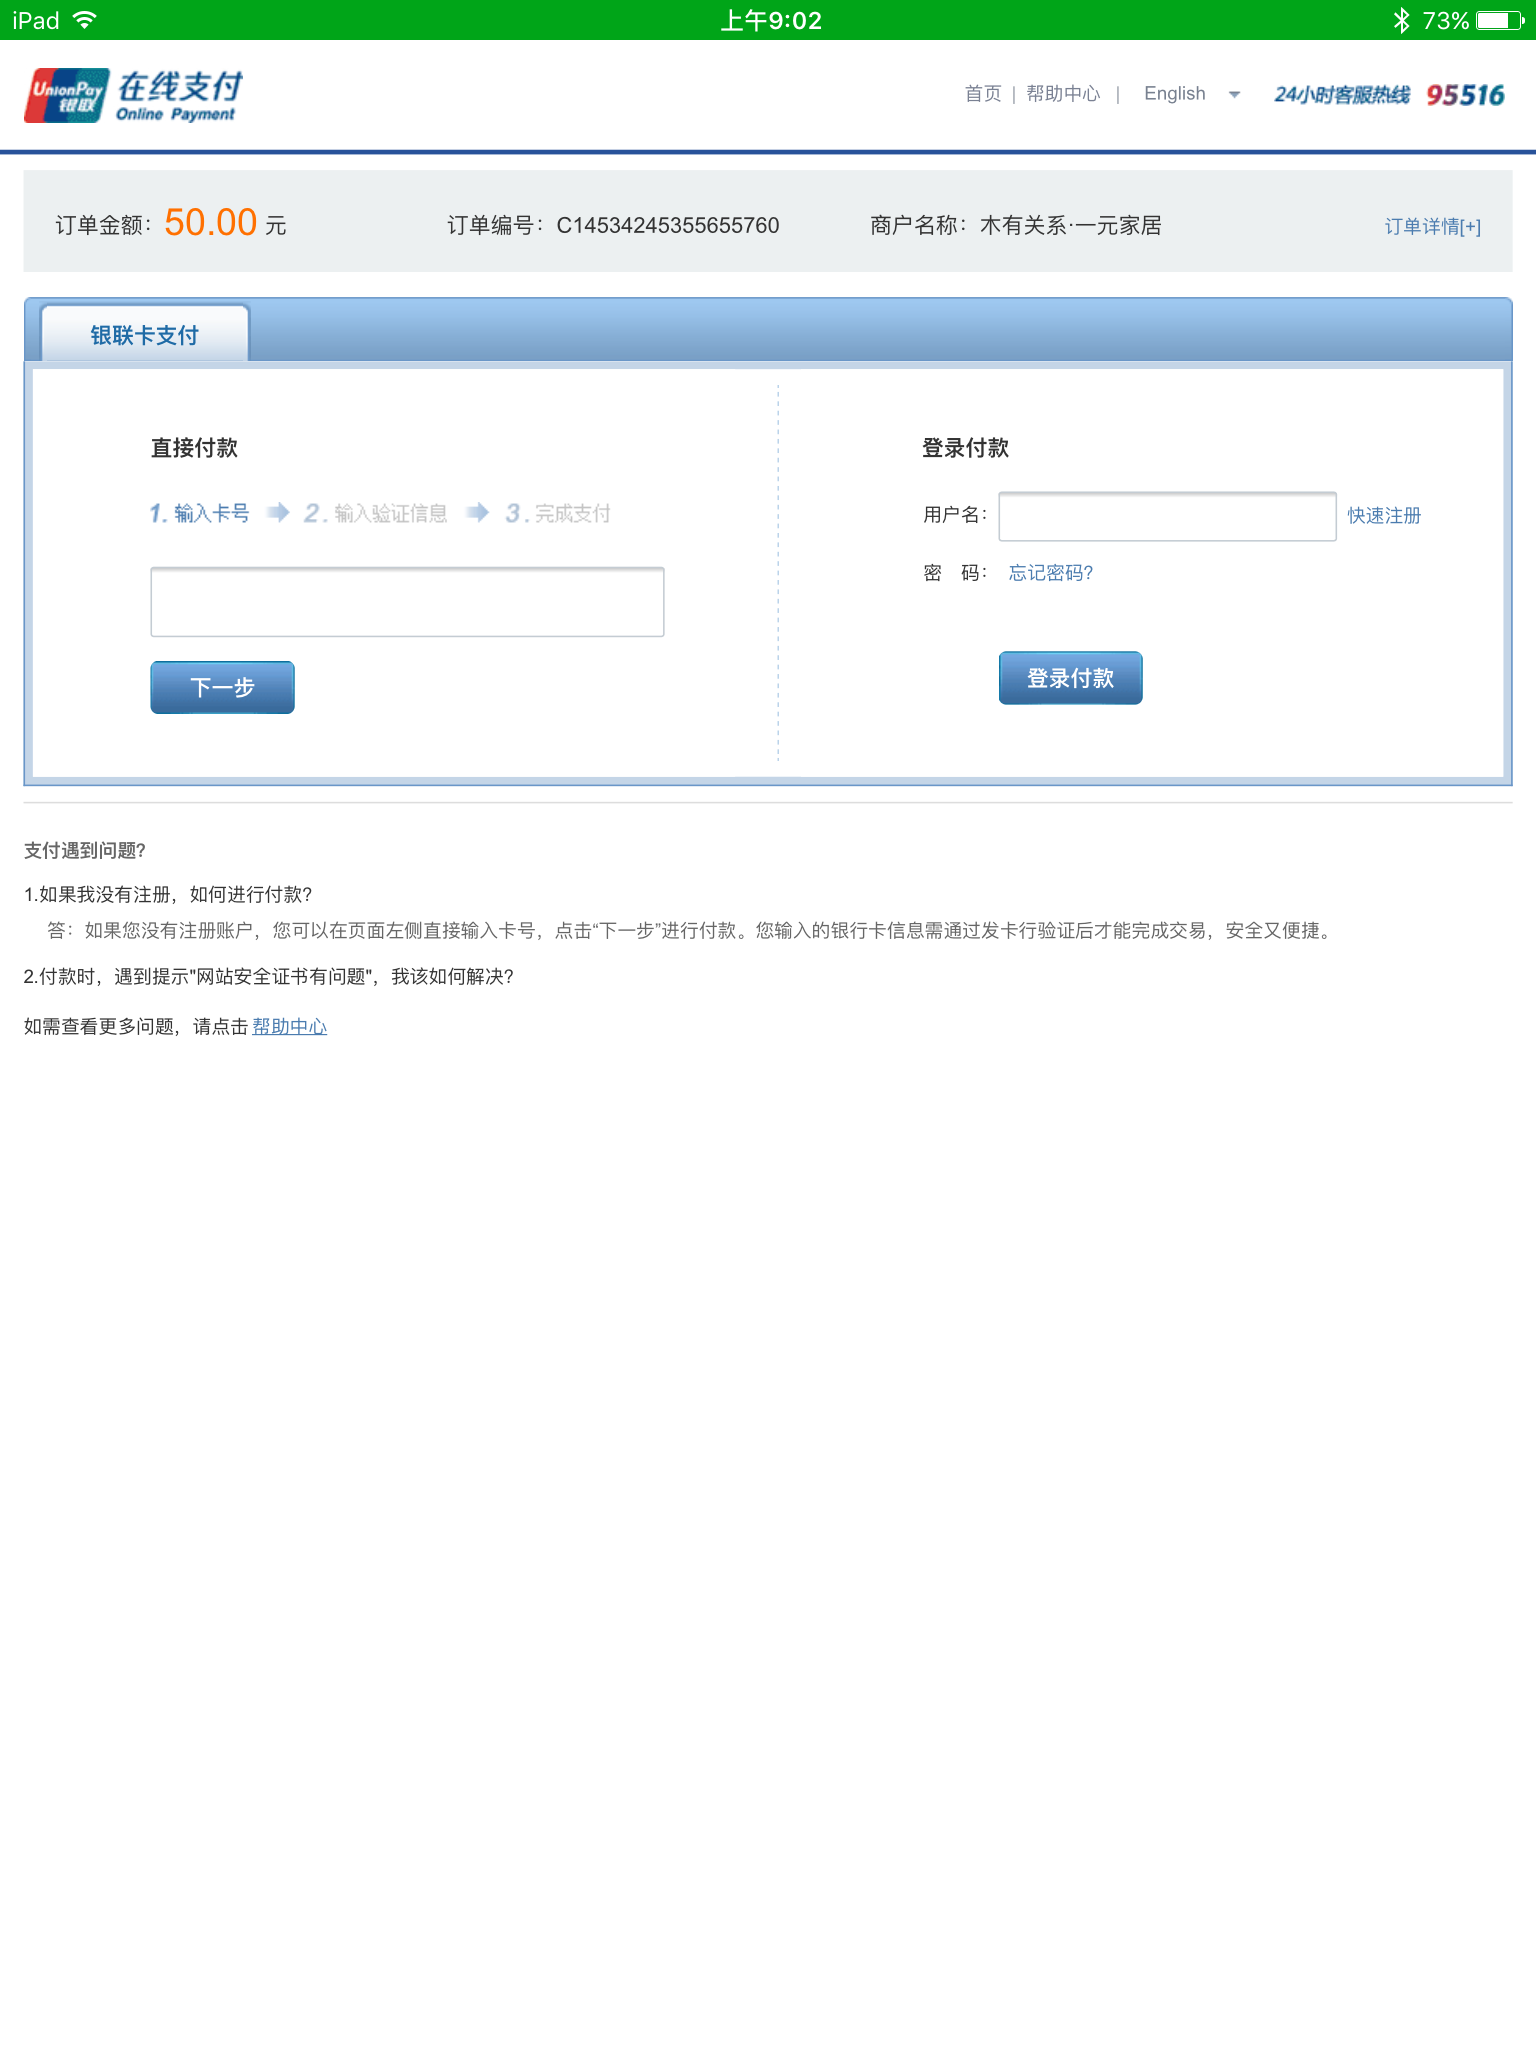 iPad 上午9:02 73%
UnionPay 银联 在线支付 Online Payment
首页 | 帮助中心 | English 24小时客服热线 95516
订单金额：50.00 元 订单编号：C14534245355655760 商户名称：木有关系·一元家居 订单详情[+]
银联卡支付
直接付款
1. 输入卡号 2. 输入验证信息 3. 完成支付
下一步
登录付款
用户名： 快速注册
密 码： 忘记密码?
登录付款
支付遇到问题?
1.如果我没有注册，如何进行付款?
答：如果您没有注册账户，您可以在页面左侧直接输入卡号，点击“下一步”进行付款。您输入的银行卡信息需通过发卡行验证后才能完成交易，安全又便捷。
2.付款时，遇到提示"网站安全证书有问题"，我该如何解决?
如需查看更多问题，请点击 帮助中心